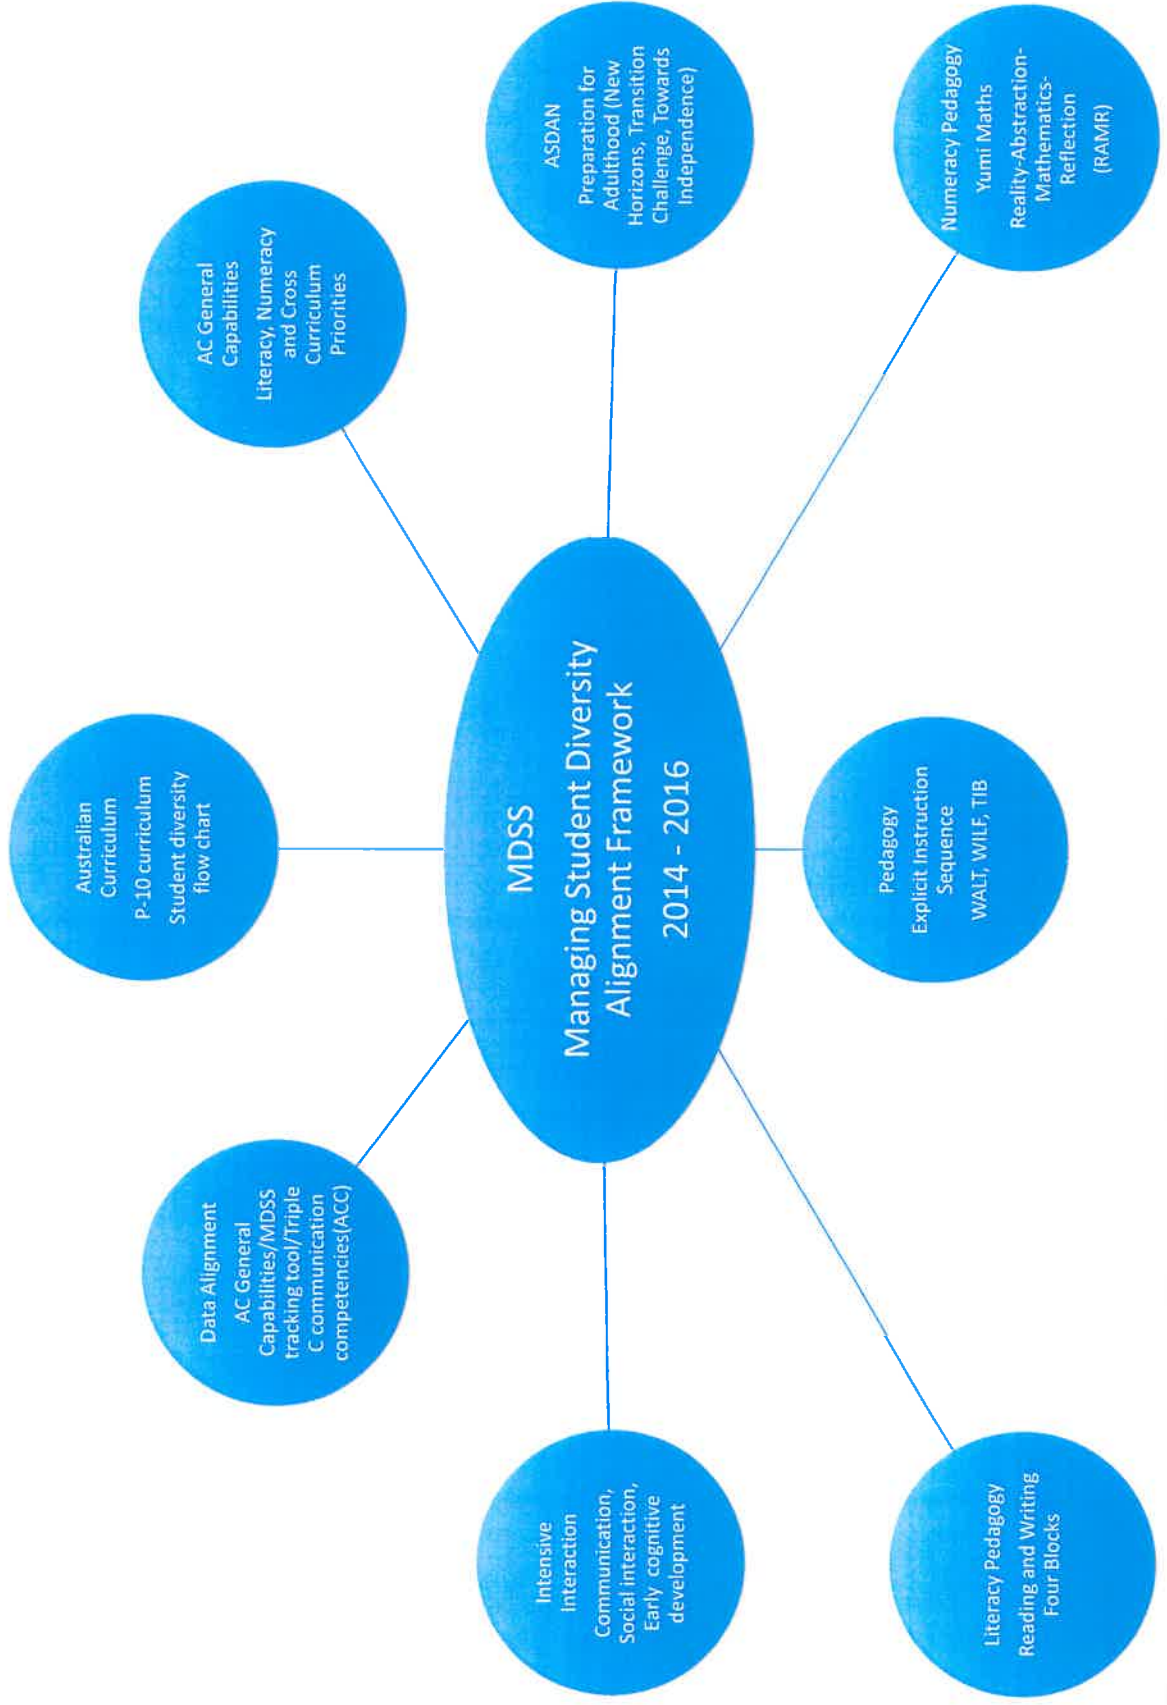 MDSS
Managing Student Diversity
Alignment Framework
2014 - 2016
Australian
Curriculum
P-10 curriculum
Student diversity
flow chart
AC General
Capabilities
Literacy, Numeracy
and Cross
Curriculum
Priorities
ASDAN
Preparation for
Adulthood (New
Horizons, Transition
Challenge, Towards
Independence)
Numeracy Pedagogy
Yumi Maths
Reality-Abstraction-
Mathematics-
Reflection
(RAMR)
Pedagogy
Explicit Instruction
Sequence
WALT, WILF, TIB
Literacy Pedagogy
Reading and Writing
Four Blocks
Intensive
Interaction
Communication,
Social interaction,
Early cognitive
development
Data Alignment
AC General
Capabilities/MDSS
tracking tool/Triple
C communication
competencies(ACC)